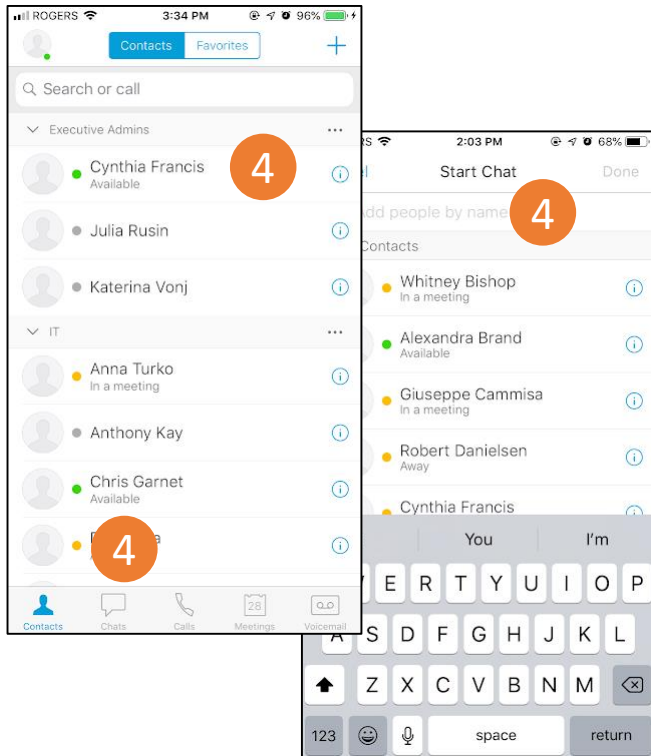 ROGERS 3:34 PM 96%
Contacts Favorites
Search or call
Executive Admins
Cynthia Francis
Available
4
Julia Rusin
Katerina Vonj
IT
Anna Turko
In a meeting
Anthony Kay
Chris Garnet
Available
4
Contacts Chats Calls 28 Meetings Voicemail
2:03 PM 68%
Start Chat Done
people by name
4
Contacts
Whitney Bishop
In a meeting
Alexandra Brand
Available
Giuseppe Cammisa
In a meeting
Robert Danielsen
Away
Cynthia Francis
You I'm
E R T Y U I O P
A S D F G H J K L
Z X C V B N M
123 space return